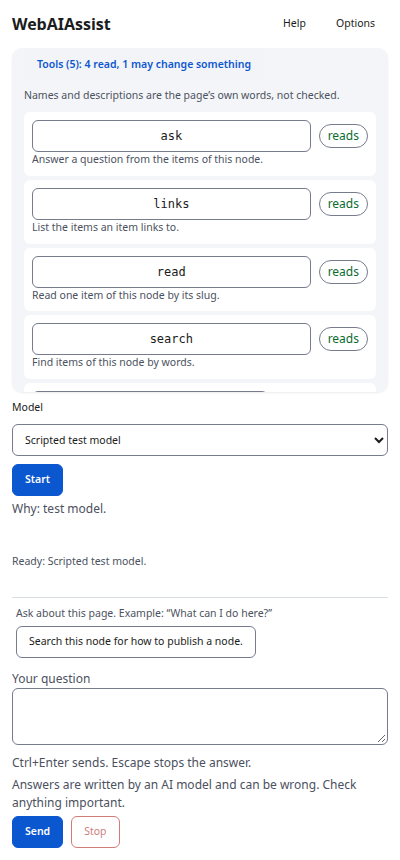 WebAIAssist
Help
Options
Tools (5): 4 read, 1 may change something
Names and descriptions are the page’s own words, not checked.
ask
reads
Answer a question from the items of this node.
links
reads
List the items an item links to.
read
reads
Read one item of this node by its slug.
search
reads
Find items of this node by words.
Model
Scripted test model
Start
Why: test model.
Ready: Scripted test model.
Ask about this page. Example: “What can I do here?”
Search this node for how to publish a node.
Your question
Ctrl+Enter sends. Escape stops the answer.
Answers are written by an AI model and can be wrong. Check
anything important.
Send
Stop